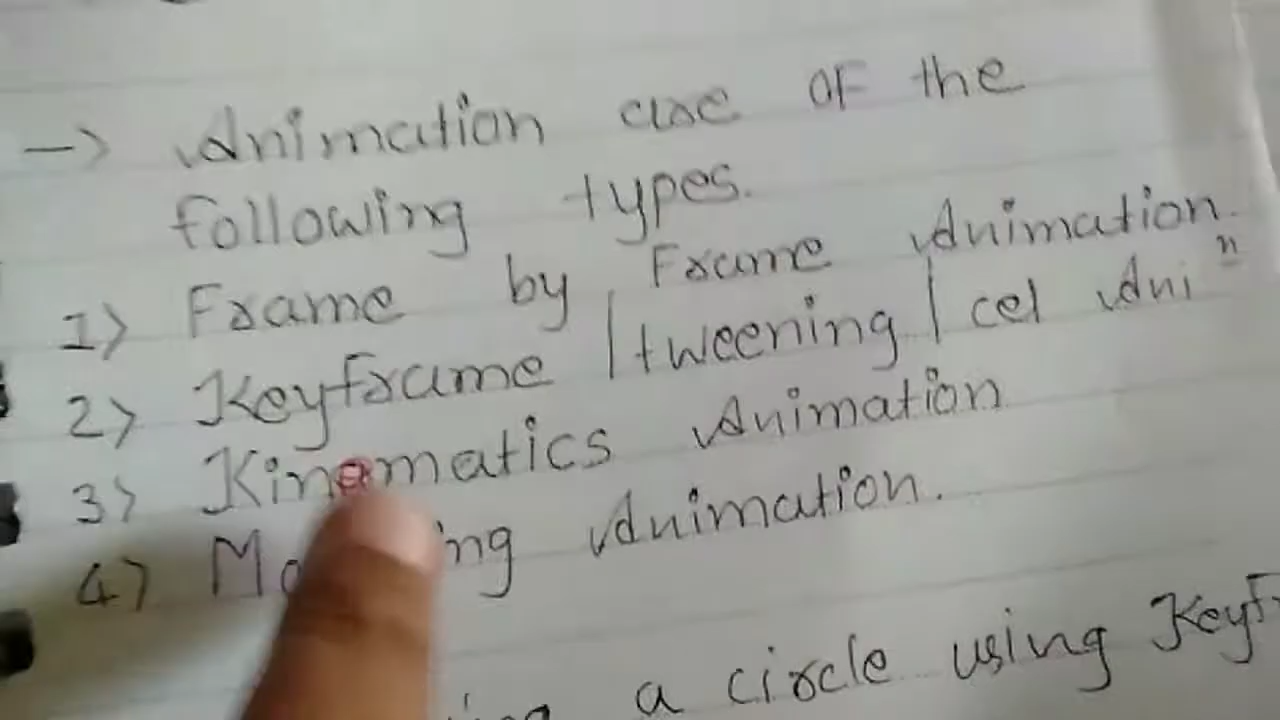 → Animation are of the
following types.
1) Frame by Frame Animation.
2) Keyframe / tweening / cel Aniⁿ
3) Kinematics Animation
4) Animation.
a circle using